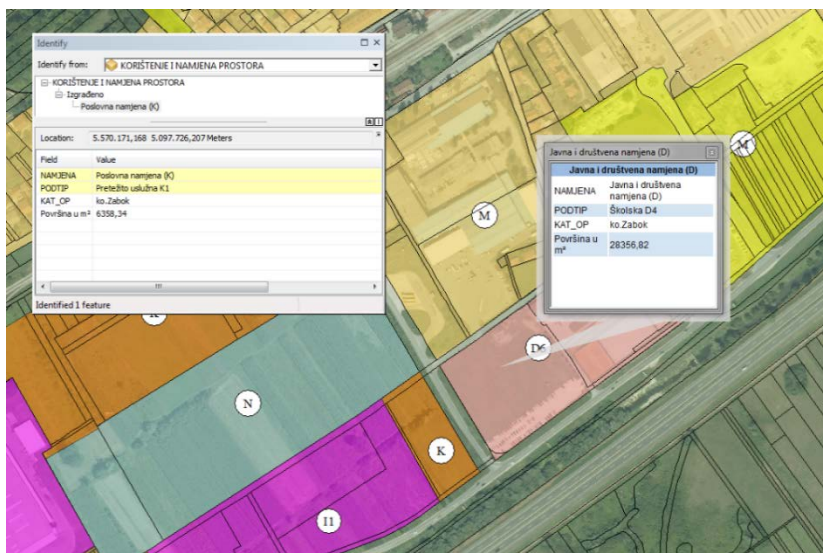 Identify
Identify from: KORIŠTENJE I NAMJENA PROSTORA
KORIŠTENJE I NAMJENA PROSTORA
Izgrađeno
Poslovna namjena (K)
Location: 5.570.171,168 5.097.726,207 Meters
Field Value
NAMJENA Poslovna namjena (K)
PODTIP Pretežito uslužna K1
KAT_OP ko.Zabok
Površina u m² 6358,34
Identified 1 feature
Javna i društvena namjena (D)
Javna i društvena namjena (D)
NAMJENA Javna i društvena
namjena (D)
PODTIP Školska D4
KAT_OP ko.Zabok
Površina u
m² 28356,82
M
M
K
N
K
I1